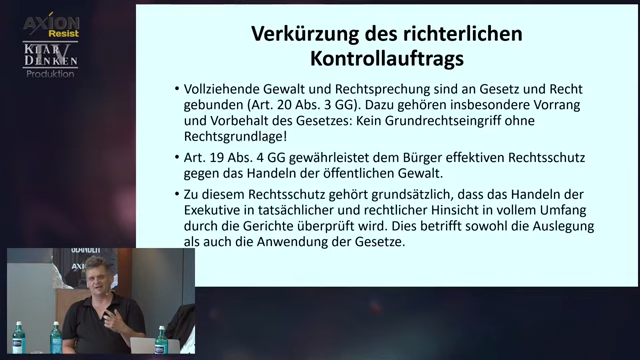 AXION
Resist
KLAR
DENKEN
TV
Produktion
Verkürzung des richterlichen
Kontrollauftrags
• Vollziehende Gewalt und Rechtsprechung sind an Gesetz und Recht
gebunden (Art. 20 Abs. 3 GG). Dazu gehören insbesondere Vorrang
und Vorbehalt des Gesetzes: Kein Grundrechtseingriff ohne
Rechtsgrundlage!
• Art. 19 Abs. 4 GG gewährleistet dem Bürger effektiven Rechtsschutz
gegen das Handeln der öffentlichen Gewalt.
• Zu diesem Rechtsschutz gehört grundsätzlich, dass das Handeln der
Exekutive in tatsächlicher und rechtlicher Hinsicht in vollem Umfang
durch die Gerichte überprüft wird. Dies betrifft sowohl die Auslegung
als auch die Anwendung der Gesetze.